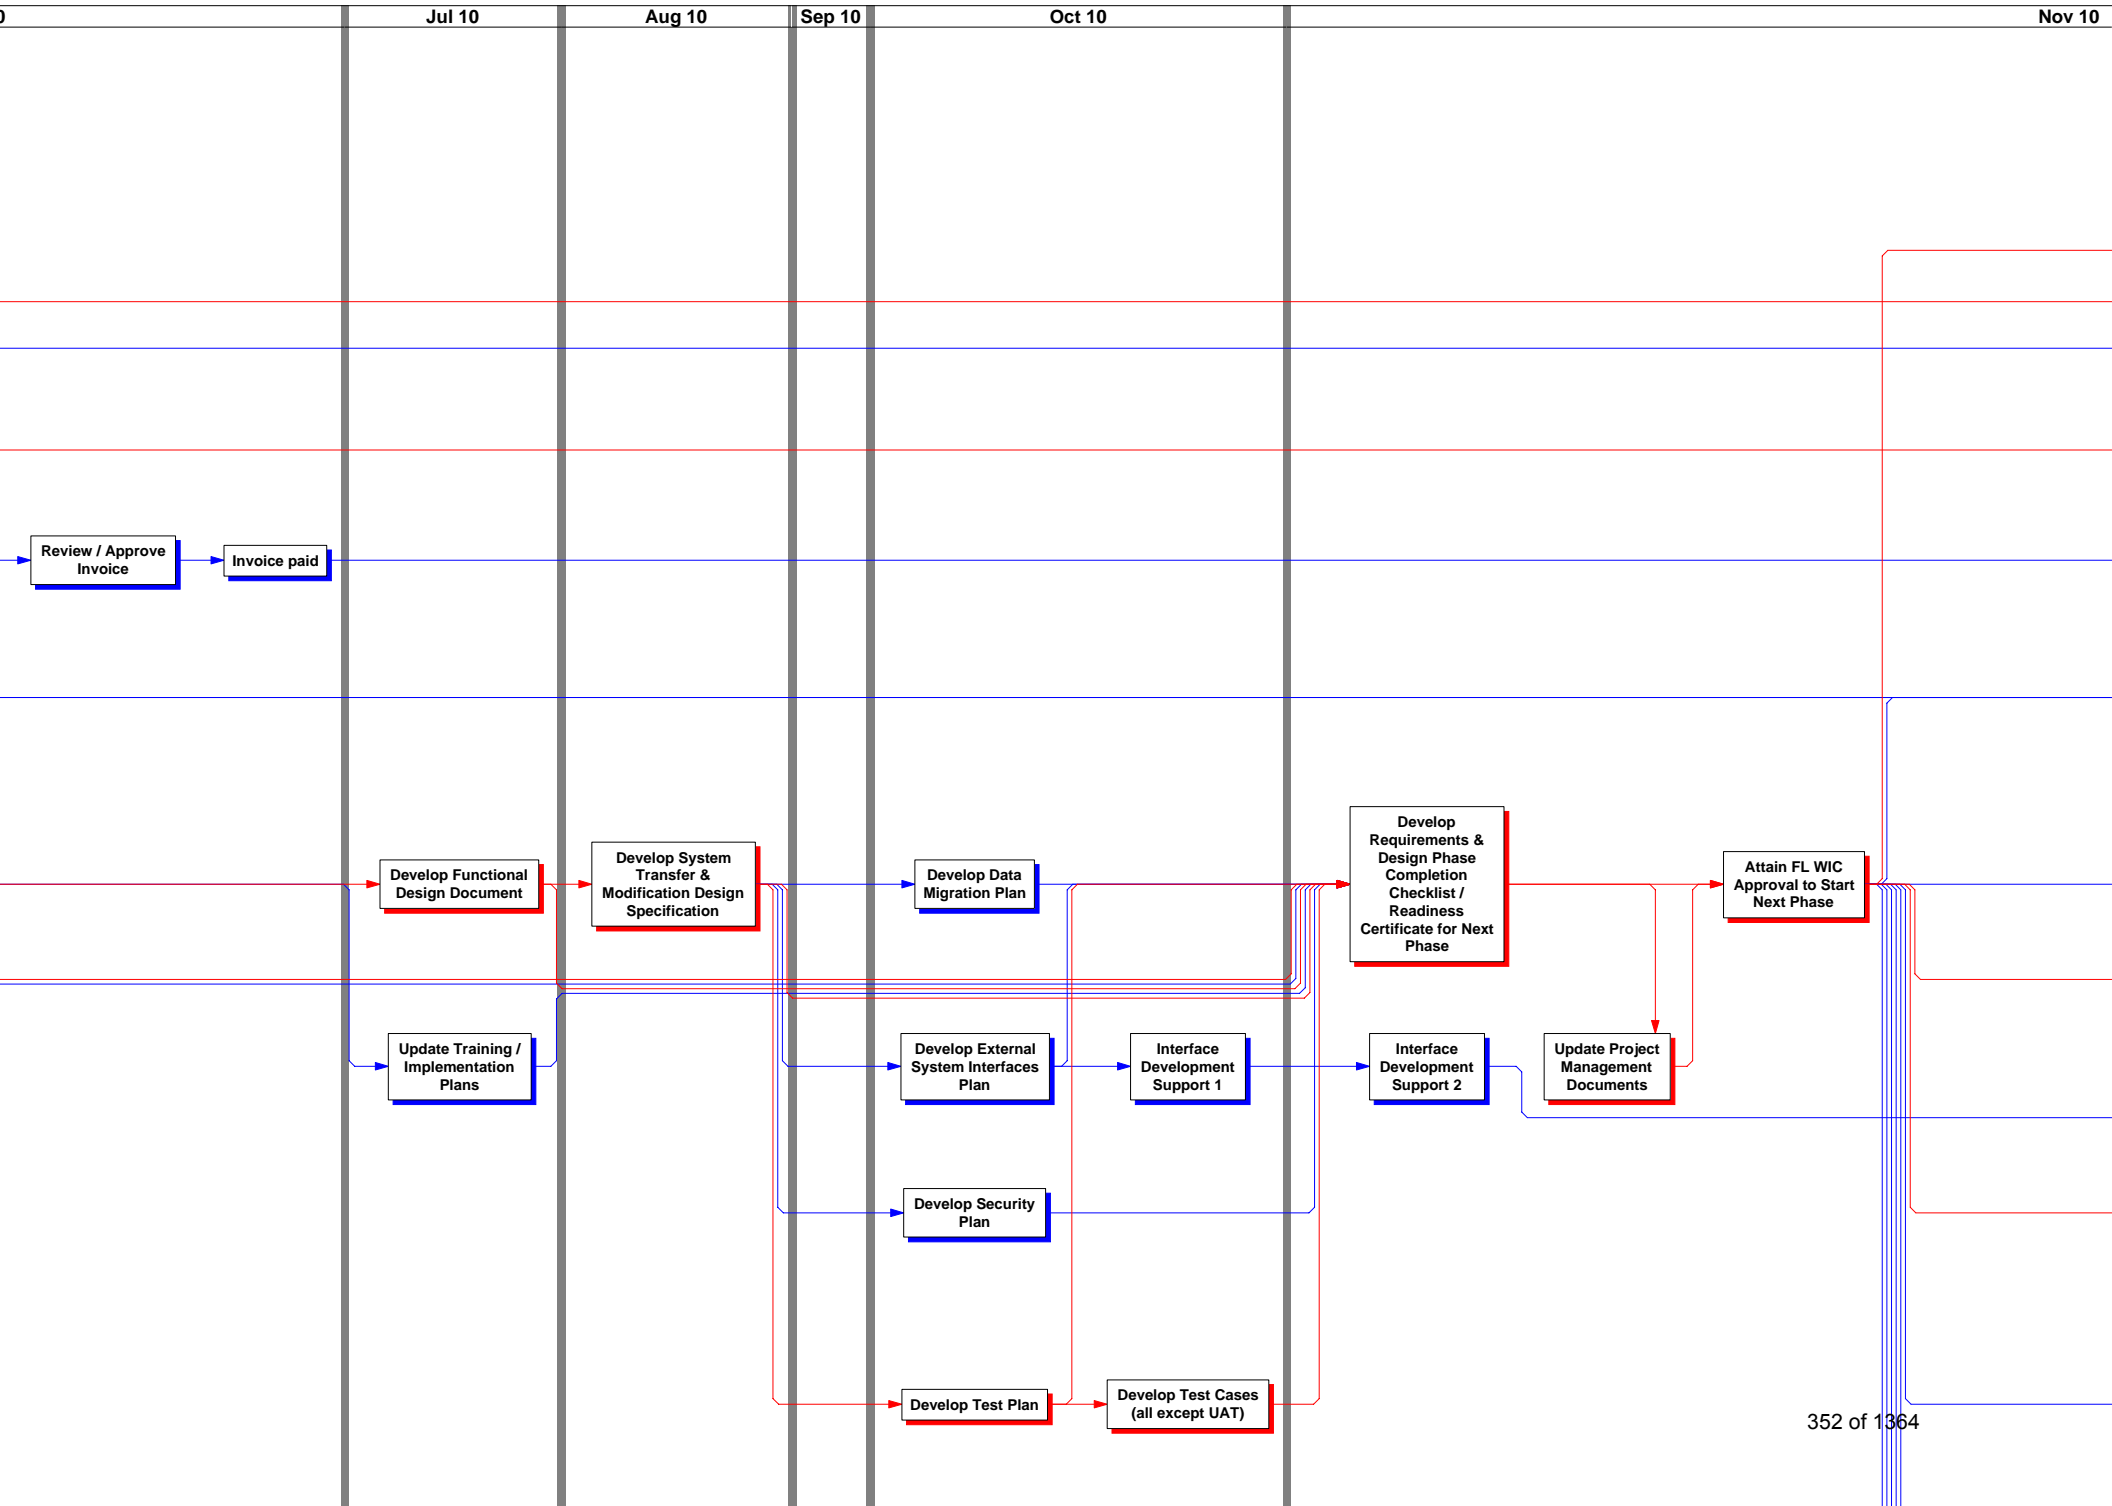 0
Jul 10
Aug 10
Sep 10
Oct 10
Nov 10
Review / Approve
Invoice
Invoice paid
Develop Functional
Design Document
Develop System
Transfer &
Modification Design
Specification
Develop Data
Migration Plan
Develop
Requirements &
Design Phase
Completion
Checklist /
Readiness
Certificate for Next
Phase
Attain FL WIC
Approval to Start
Next Phase
Update Training /
Implementation
Plans
Develop External
System Interfaces
Plan
Interface
Development
Support 1
Interface
Development
Support 2
Update Project
Management
Documents
Develop Security
Plan
Develop Test Plan
Develop Test Cases
(all except UAT)
352 of 1364